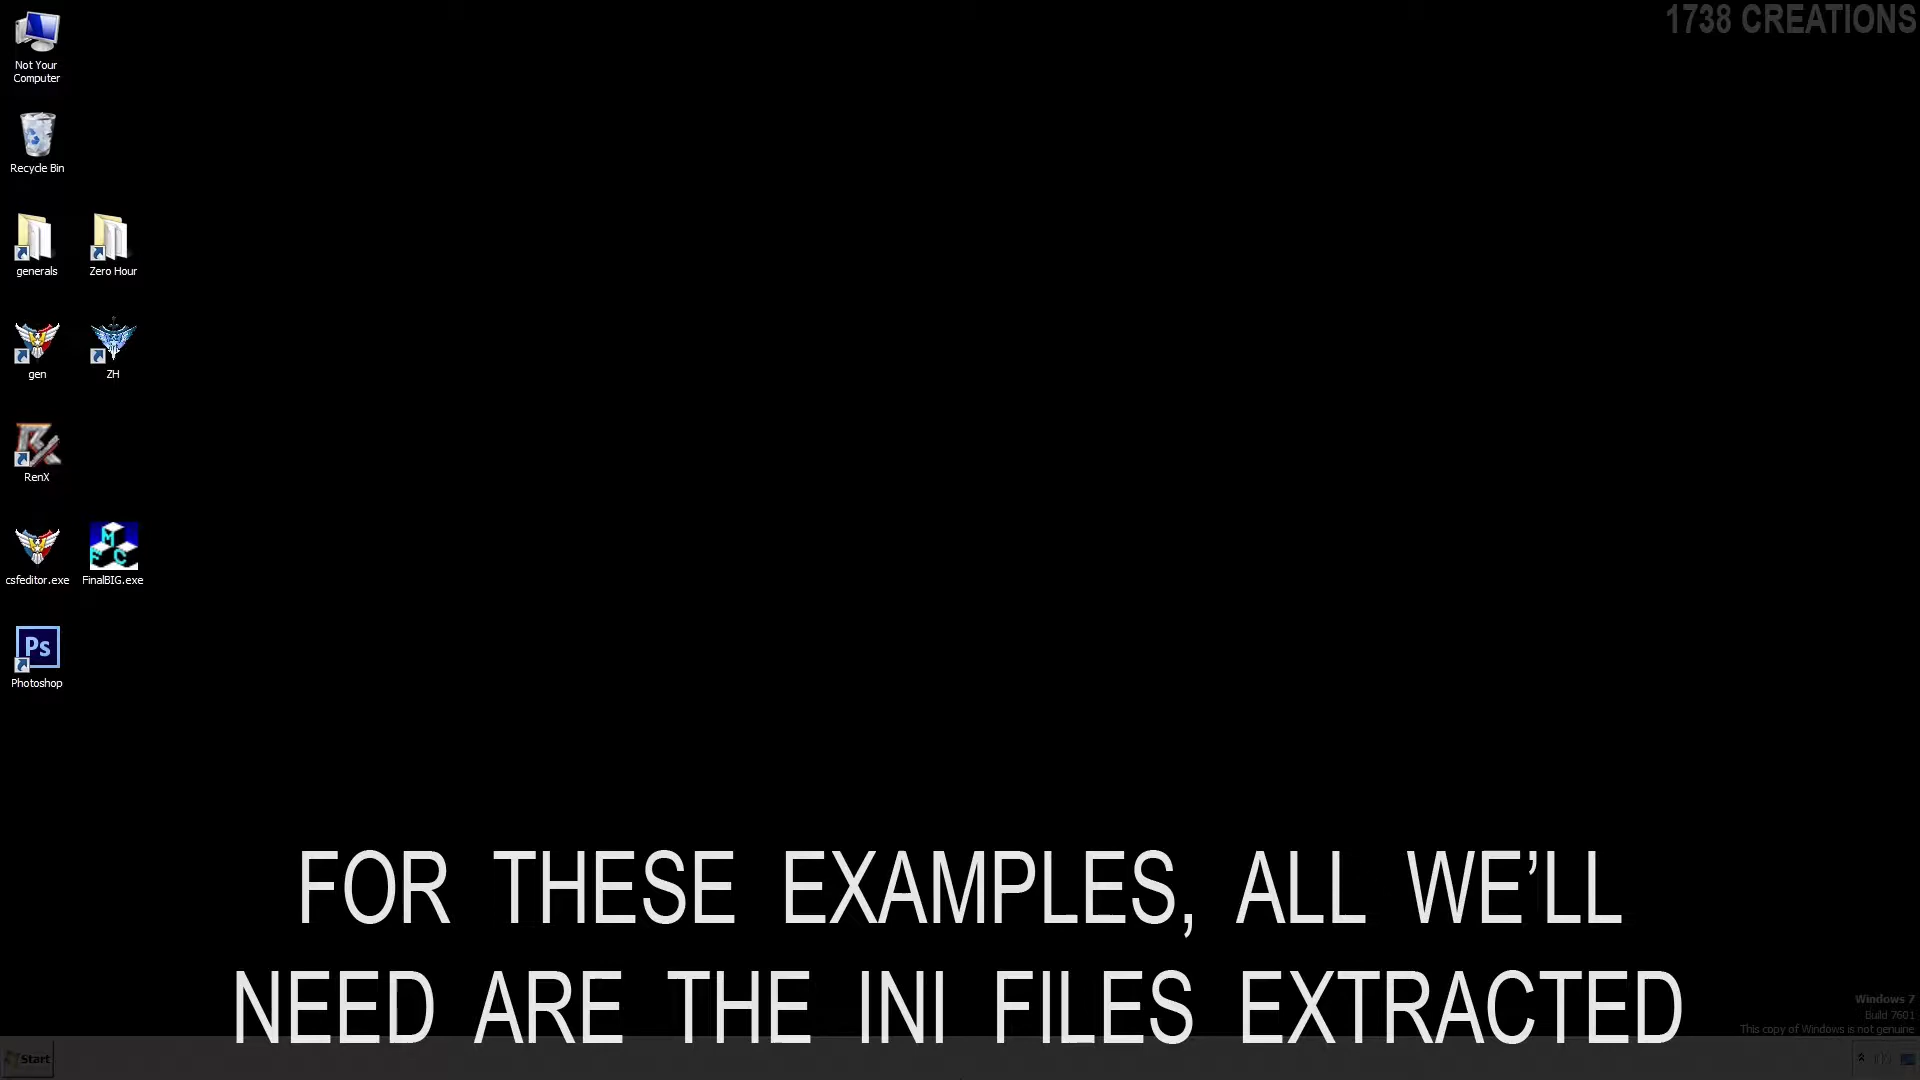 1738 CREATIONS
Not Your
Computer
Recycle Bin
generals
Zero Hour
gen
ZH
RenX
csfeditor.exe
M
F C
FinalBIG.exe
Ps
Photoshop
FOR THESE EXAMPLES, ALL WE’LL
NEED ARE THE INI FILES EXTRACTED
Windows 7
Build 7601
This copy of Windows is not genuine
Start